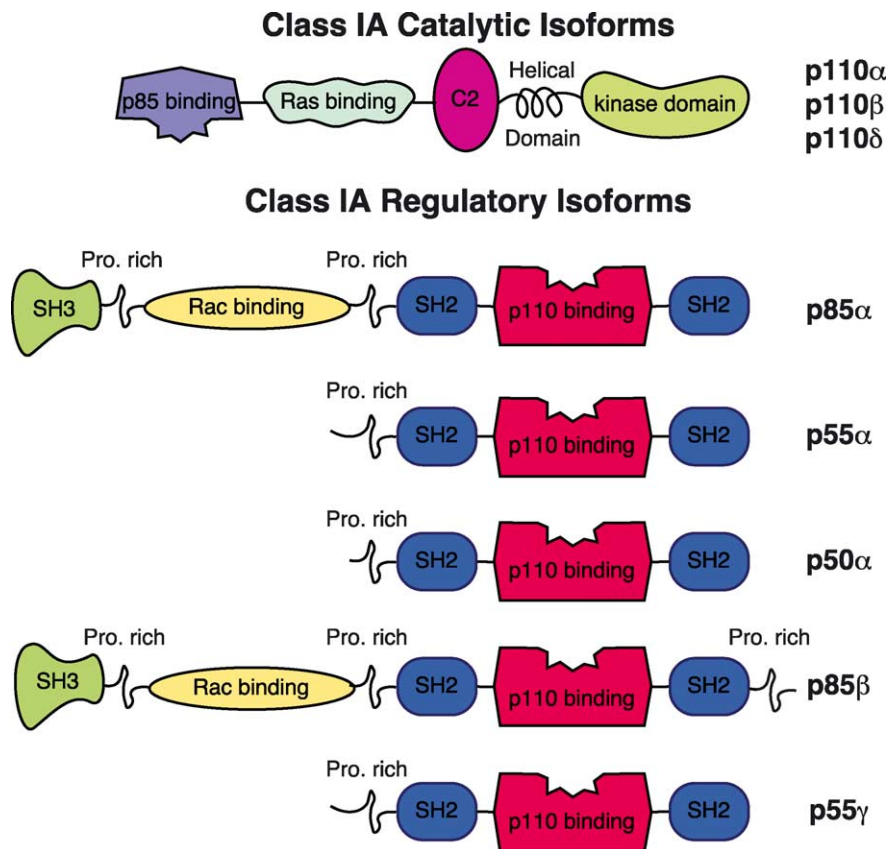 Class IA Catalytic Isoforms
p85 binding
Ras binding
C2
Helical
Domain
kinase domain
p110α
p110β
p110δ
Class IA Regulatory Isoforms
Pro. rich Pro. rich
SH3 Rac binding SH2 p110 binding SH2 p85α
Pro. rich
SH2 p110 binding SH2 p55α
Pro. rich
SH2 p110 binding SH2 p50α
Pro. rich Pro. rich Pro. rich
SH3 Rac binding SH2 p110 binding SH2 p85β
Pro. rich
SH2 p110 binding SH2 p55γ